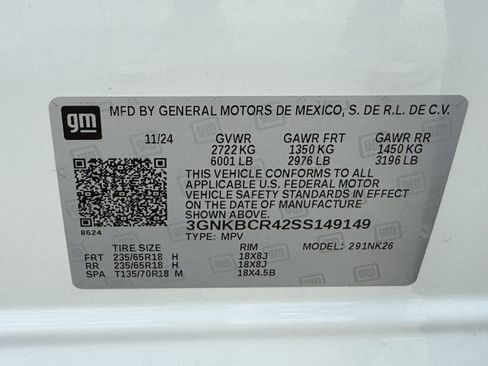 gm
MFD BY GENERAL MOTORS DE MEXICO, S. DE R.L. DE C.V.
11/24 GVWR GAWR FRT GAWR RR
2722 KG 1350 KG 1450 KG
6001 LB 2976 LB 3196 LB
THIS VEHICLE CONFORMS TO ALL
APPLICABLE U.S. FEDERAL MOTOR
VEHICLE SAFETY STANDARDS IN EFFECT
ON THE DATE OF MANUFACTURE SHOWN ABOVE.
8624 3GNKBCR42SS149149
TYPE: MPV
TIRE SIZE RIM MODEL: 291NK26
FRT 235/65R18 H 18X8J
RR 235/65R18 H 18X8J
SPA T135/70R18 M 18X4.5B